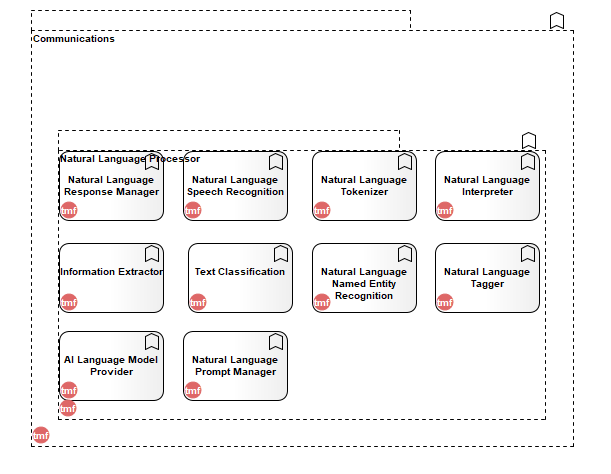 Communications
Natural Language Processor
Natural Language
Response Manager
tmf
Natural Language
Speech Recognition
tmf
Natural Language
Tokenizer
tmf
Natural Language
Interpreter
tmf
Information Extractor
tmf
Text Classification
tmf
Natural Language
Named Entity
Recognition
tmf
Natural Language
Tagger
tmf
AI Language Model
Provider
tmf
Natural Language
Prompt Manager
tmf
tmf
tmf